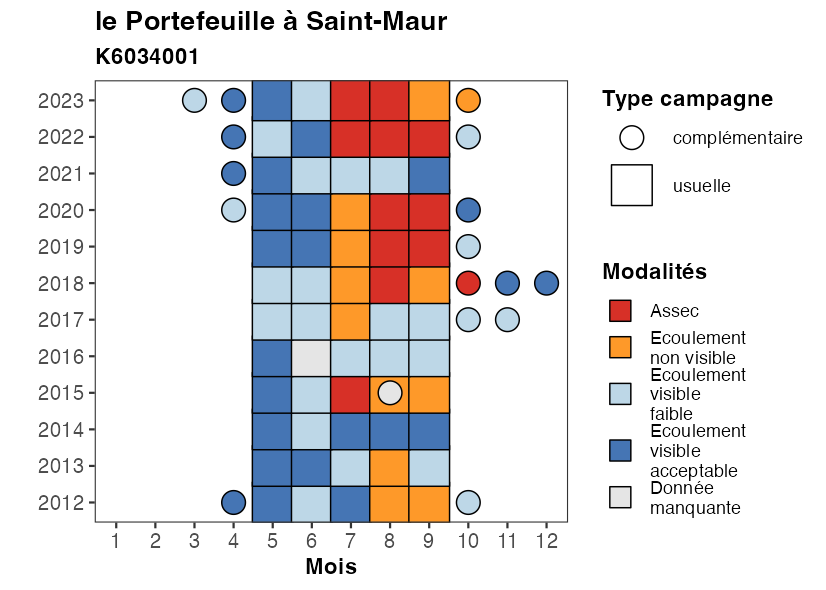 le Portefeuille à Saint-Maur
K6034001
2023
2022
2021
2020
2019
2018
2017
2016
2015
2014
2013
2012
1 2 3 4 5 6 7 8 9 10 11 12
Mois
Type campagne
complémentaire
usuelle
Modalités
Assec
Ecoulement
non visible
Ecoulement
visible
faible
Ecoulement
visible
acceptable
Donnée
manquante